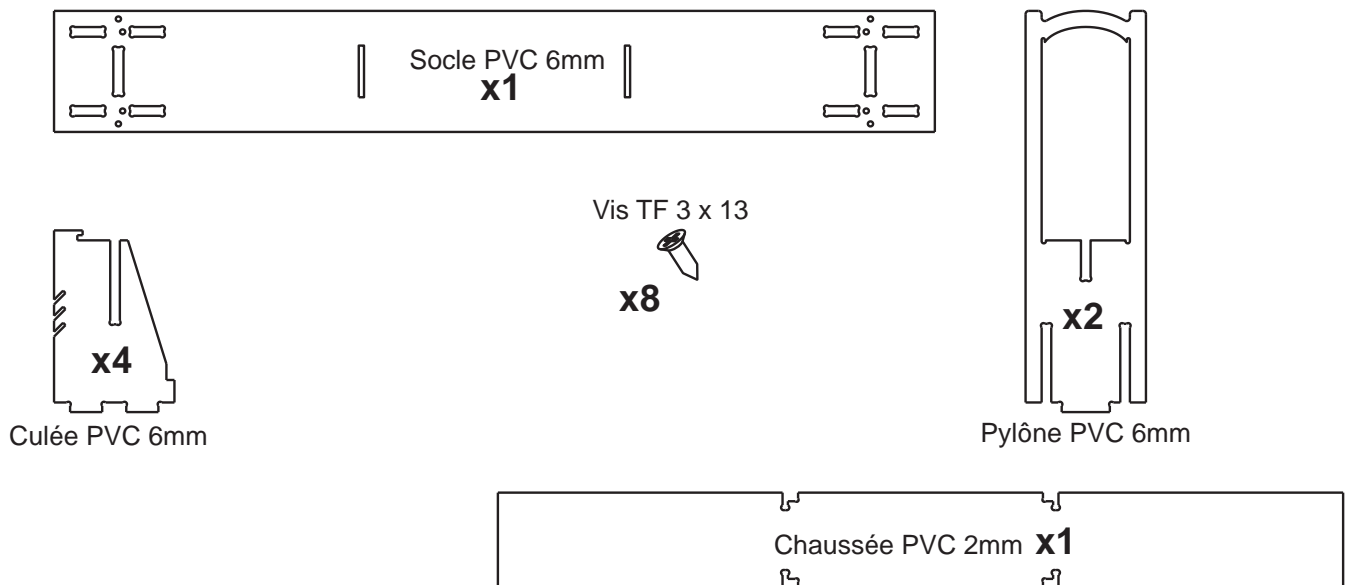 Socle PVC 6mm
x1
Vis TF 3 x 13
x8
x2
x4
Culée PVC 6mm
Pylône PVC 6mm
Chaussée PVC 2mm x1